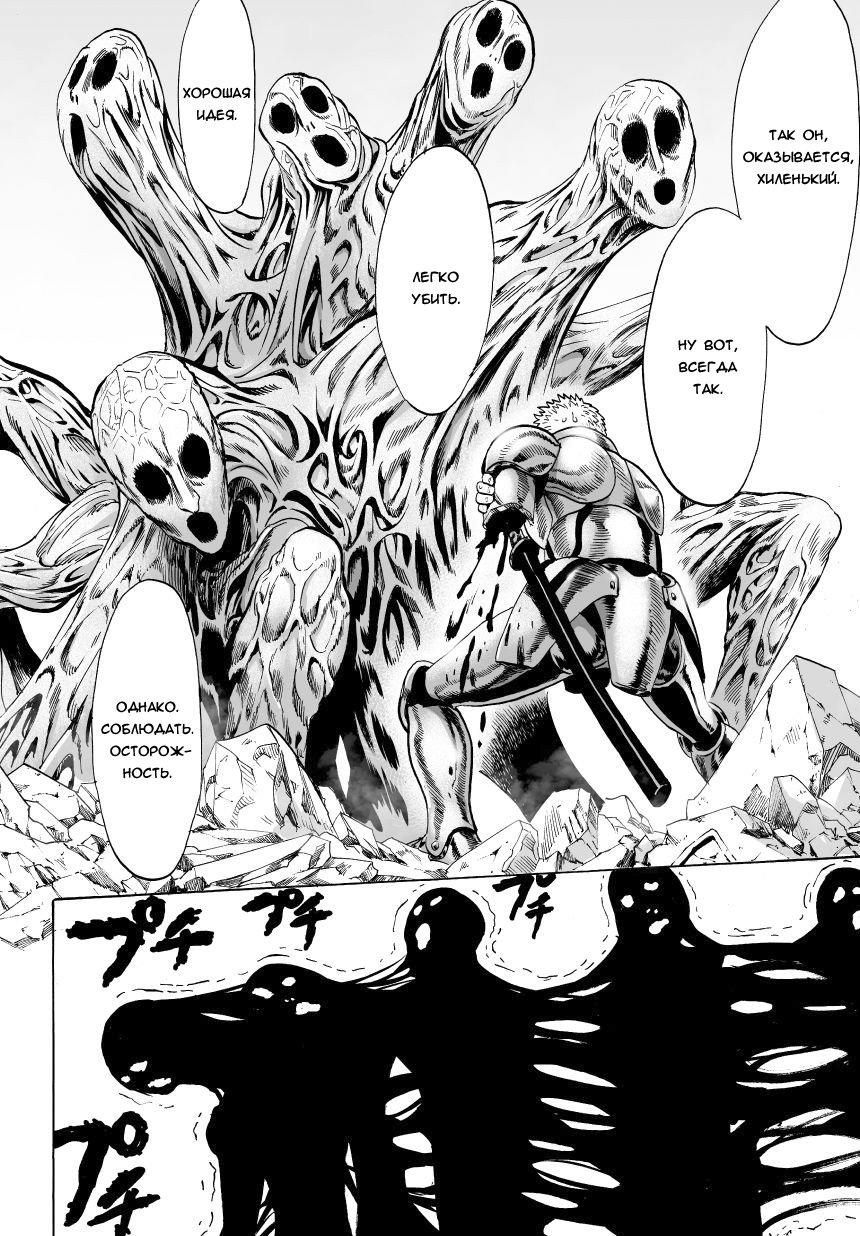 ТАК ОН,
ОКАЗЫВАЕТСЯ,
ХИЛЕНЬКИЙ.
НУ ВОТ,
ВСЕГДА
ТАК.
ЛЕГКО
УБИТЬ.
ХОРОШАЯ
ИДЕЯ.
ОДНАКО.
СОБЛЮДАТЬ.
ОСТОРОЖ-
НОСТЬ.
プチ
プチ
プチ
プチ